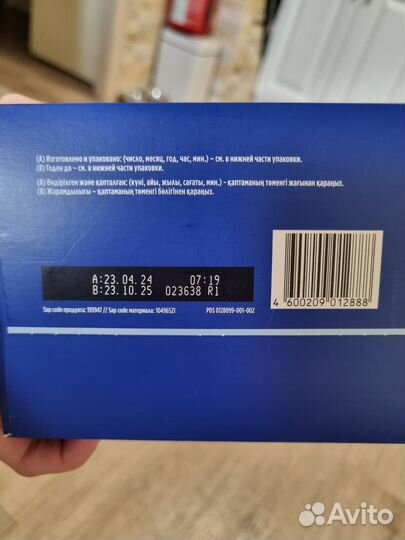 (A) Изготовлено и упаковано: (число, месяц, год, час, мин.) – см. в нижней части упаковки.
(B) Годен до – см. в нижней части упаковки.
(A) Өндірілген және қапталған: (күні, айы, жылы, сағаты, мин.) - қаптаманың төменгі жағынан қараңыз.
(B) Жарамдылығы – қаптаманың төменгі бөлігінен қараңыз.
A:23.04.24 07:19
B:23.10.25 023638 R1
4 600209 012888
Sap code продукта: 193947 // Sap code материала: 10496521 POS 0128099-001-002
Avito